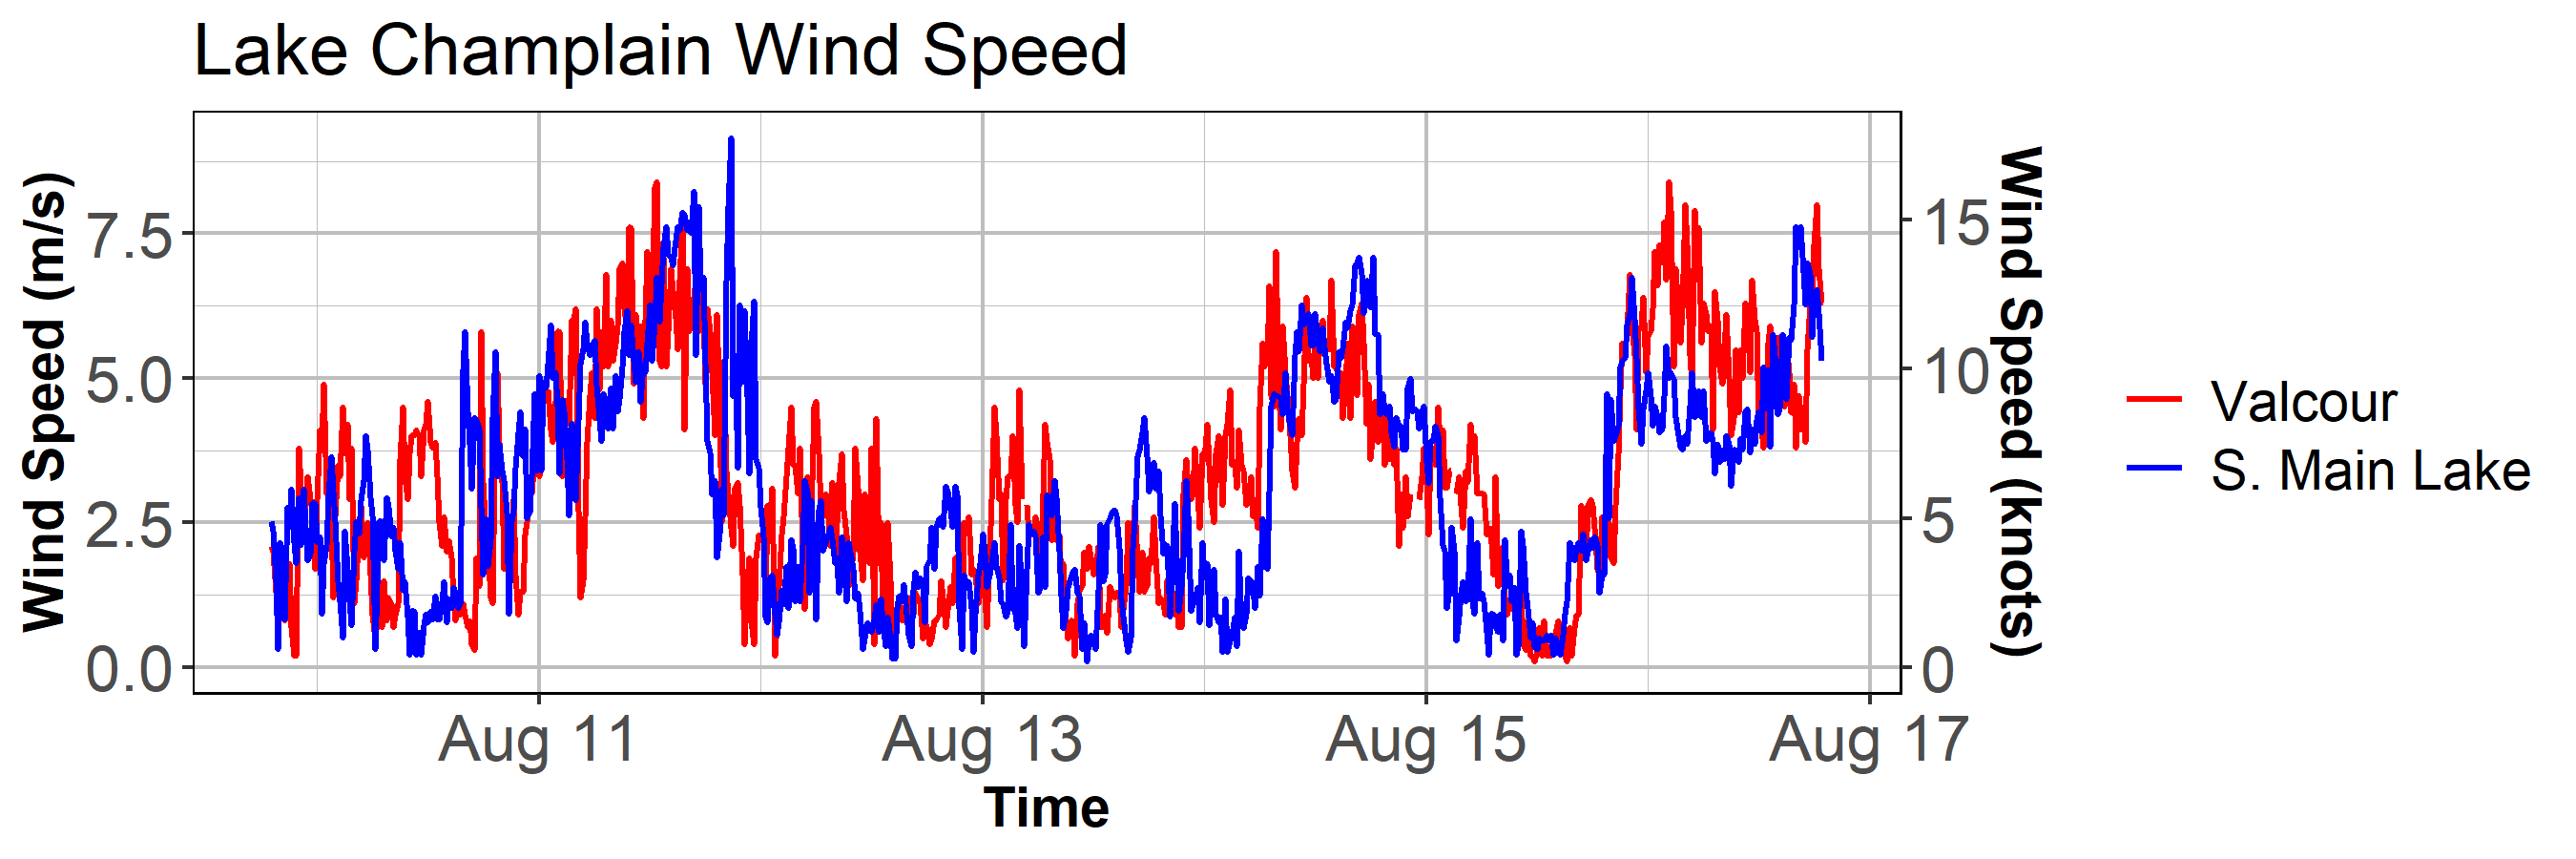 Lake Champlain Wind Speed
Wind Speed (m/s)
7.5
5.0
2.5
0.0
15
10
5
0
Wind Speed (knots)
Aug 11
Aug 13
Aug 15
Aug 17
Time
Valcour
S. Main Lake